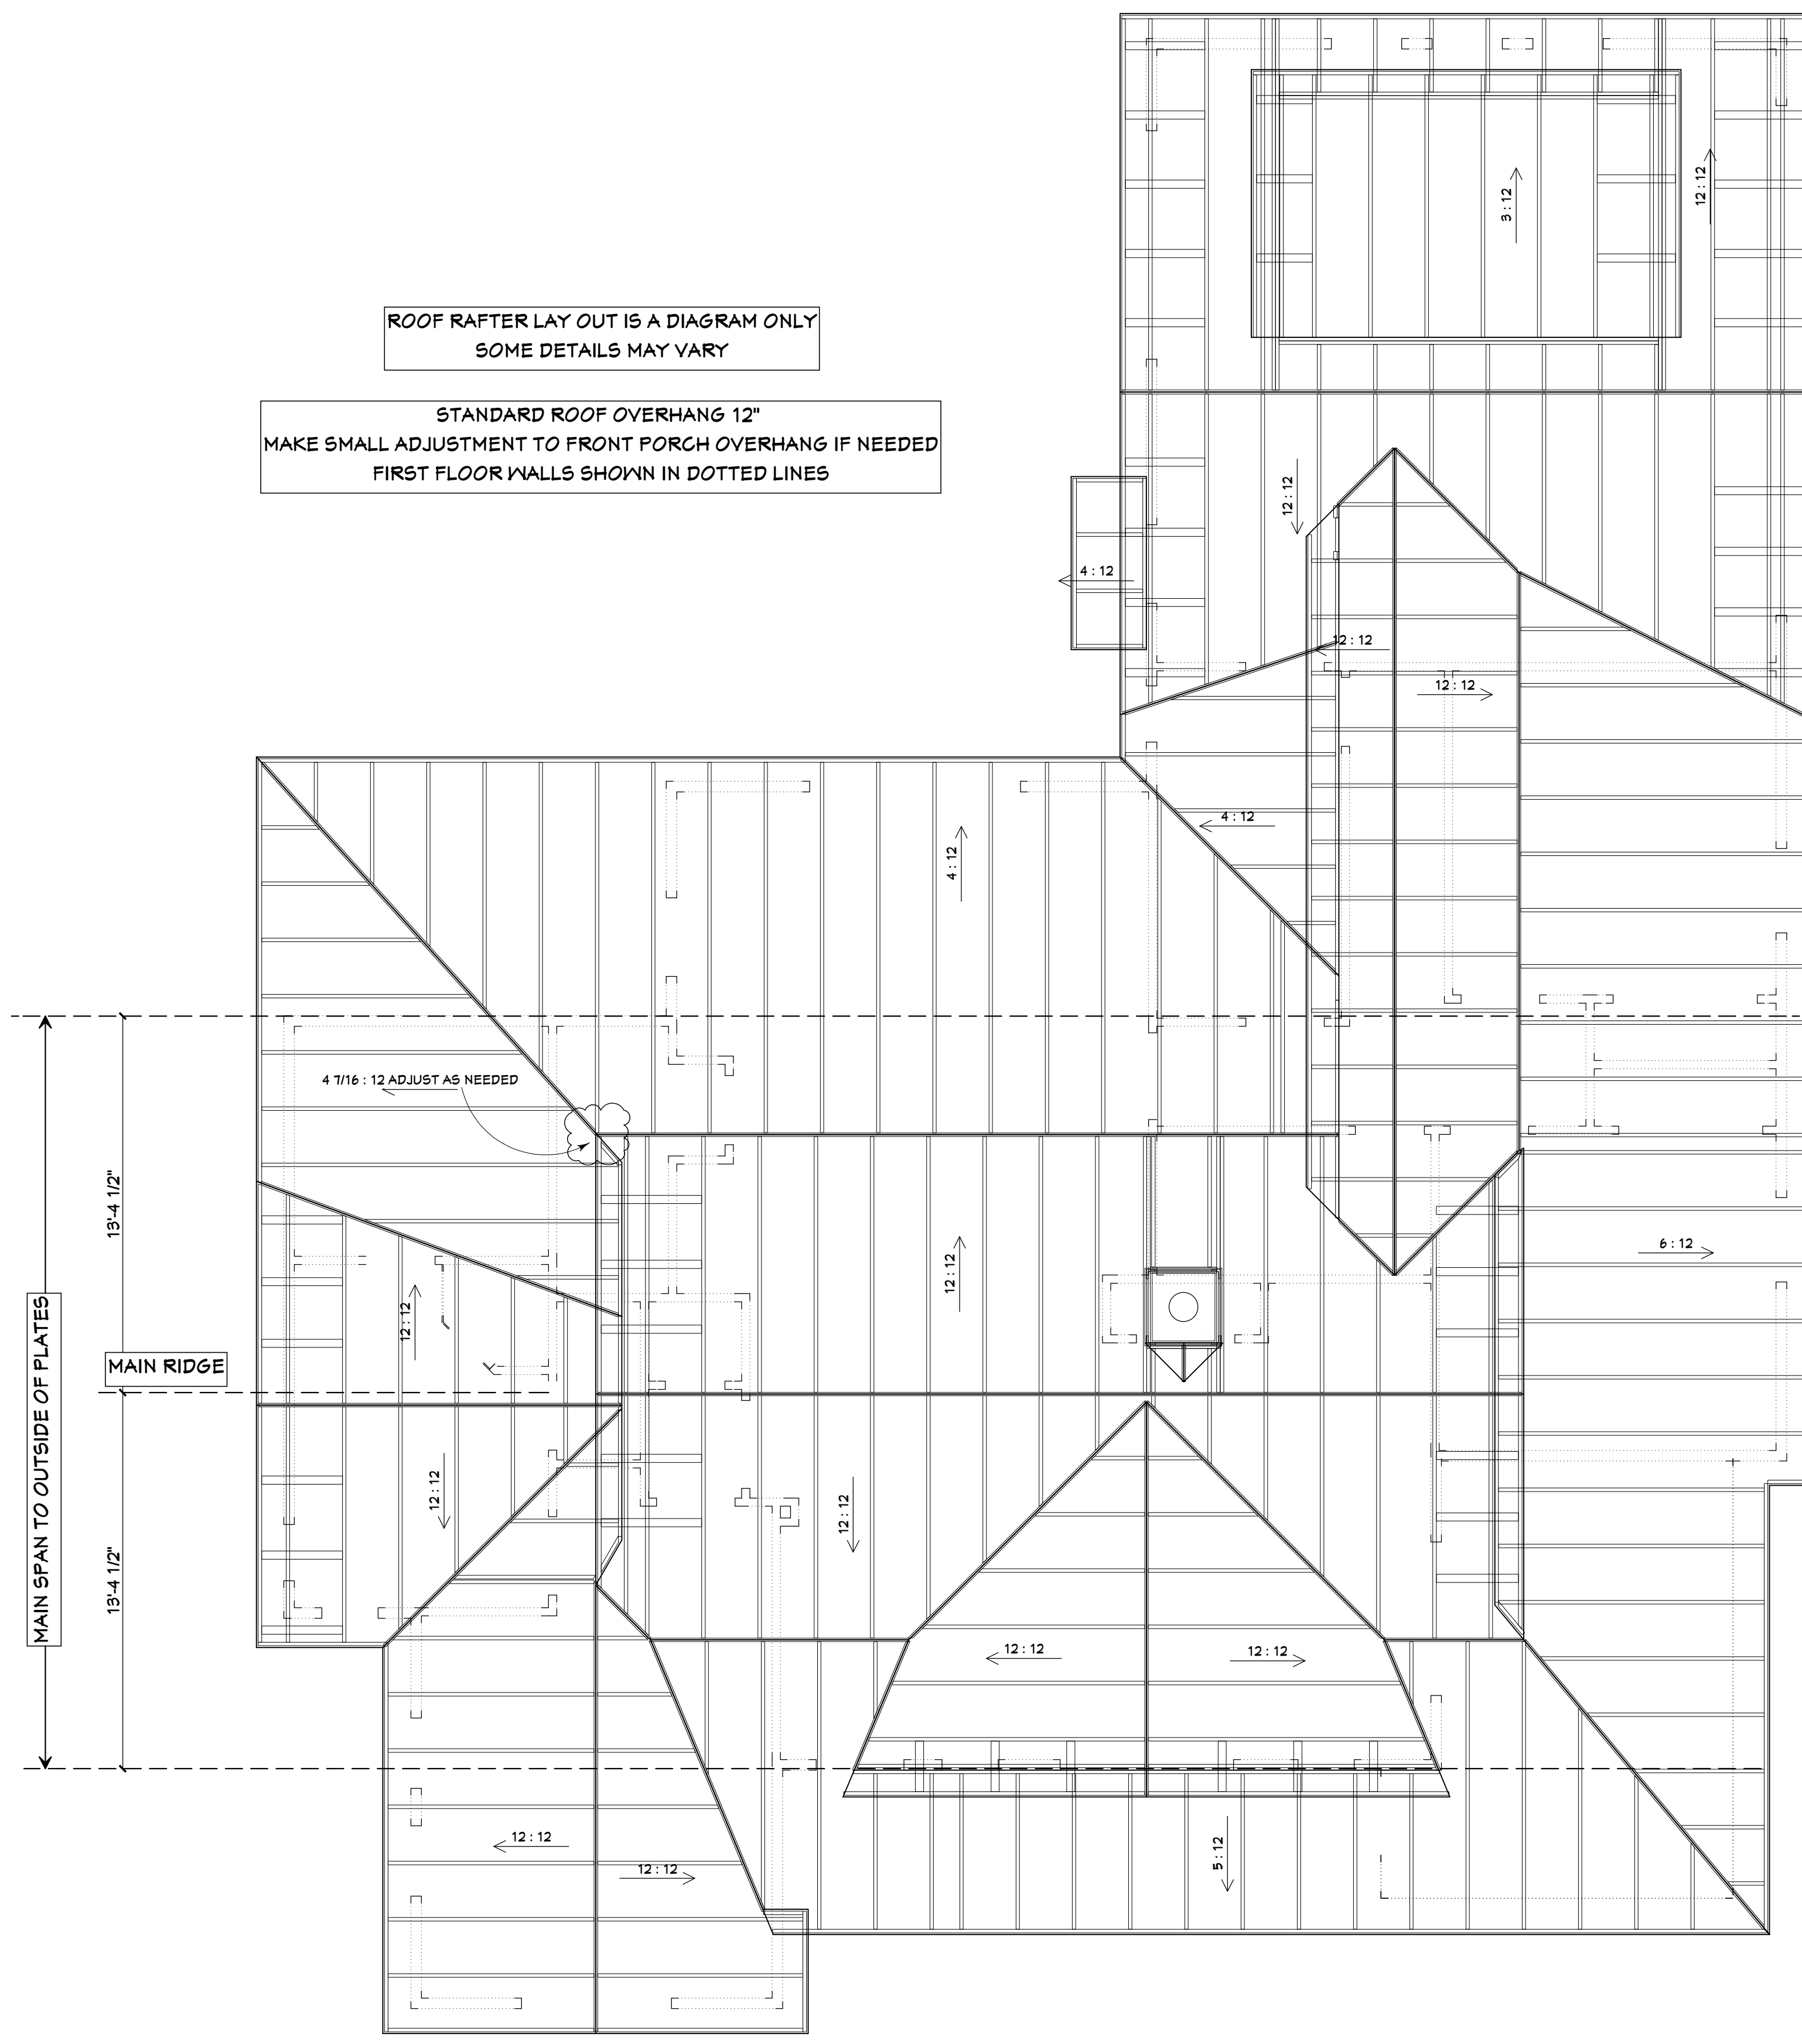 ROOF RAFTER LAY OUT IS A DIAGRAM ONLY
SOME DETAILS MAY VARY
STANDARD ROOF OVERHANG 12"
MAKE SMALL ADJUSTMENT TO FRONT PORCH OVERHANG IF NEEDED
FIRST FLOOR WALLS SHOWN IN DOTTED LINES
3 : 12
12 : 12
12 : 12
4 : 12
12 : 12
12 : 12
4 : 12
4 : 12
4 7/16 : 12 ADJUST AS NEEDED
13'-4 1/2"
6 : 12
12 : 12
12 : 12
MAIN RIDGE
MAIN SPAN TO OUTSIDE OF PLATES
12 : 12
12 : 12
13'-4 1/2"
12 : 12
12 : 12
12 : 12
12 : 12
5 : 12